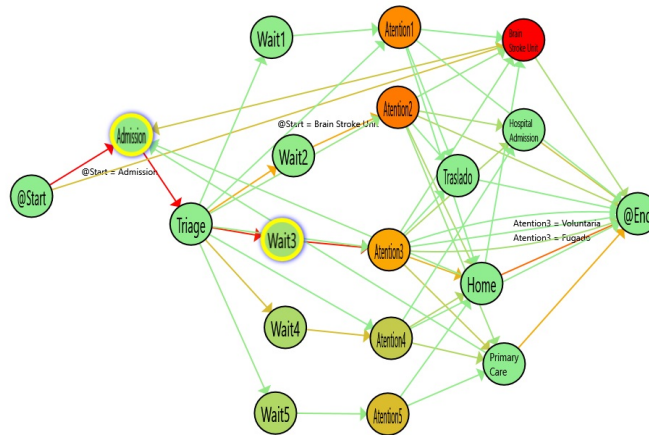 Wait1
Atention1
Brain
Stroke Unit
Atention2
@Start = Brain Stroke Unit
Hospital
Admission
Admission
Wait2
@Start = Admission
Traslado
@Start
Triage
@End
Atention3 = Voluntaria
Wait3
Atention3 = Fugado
Atention3
Home
Wait4
Atention4
Primary
Care
Wait5
Atention5